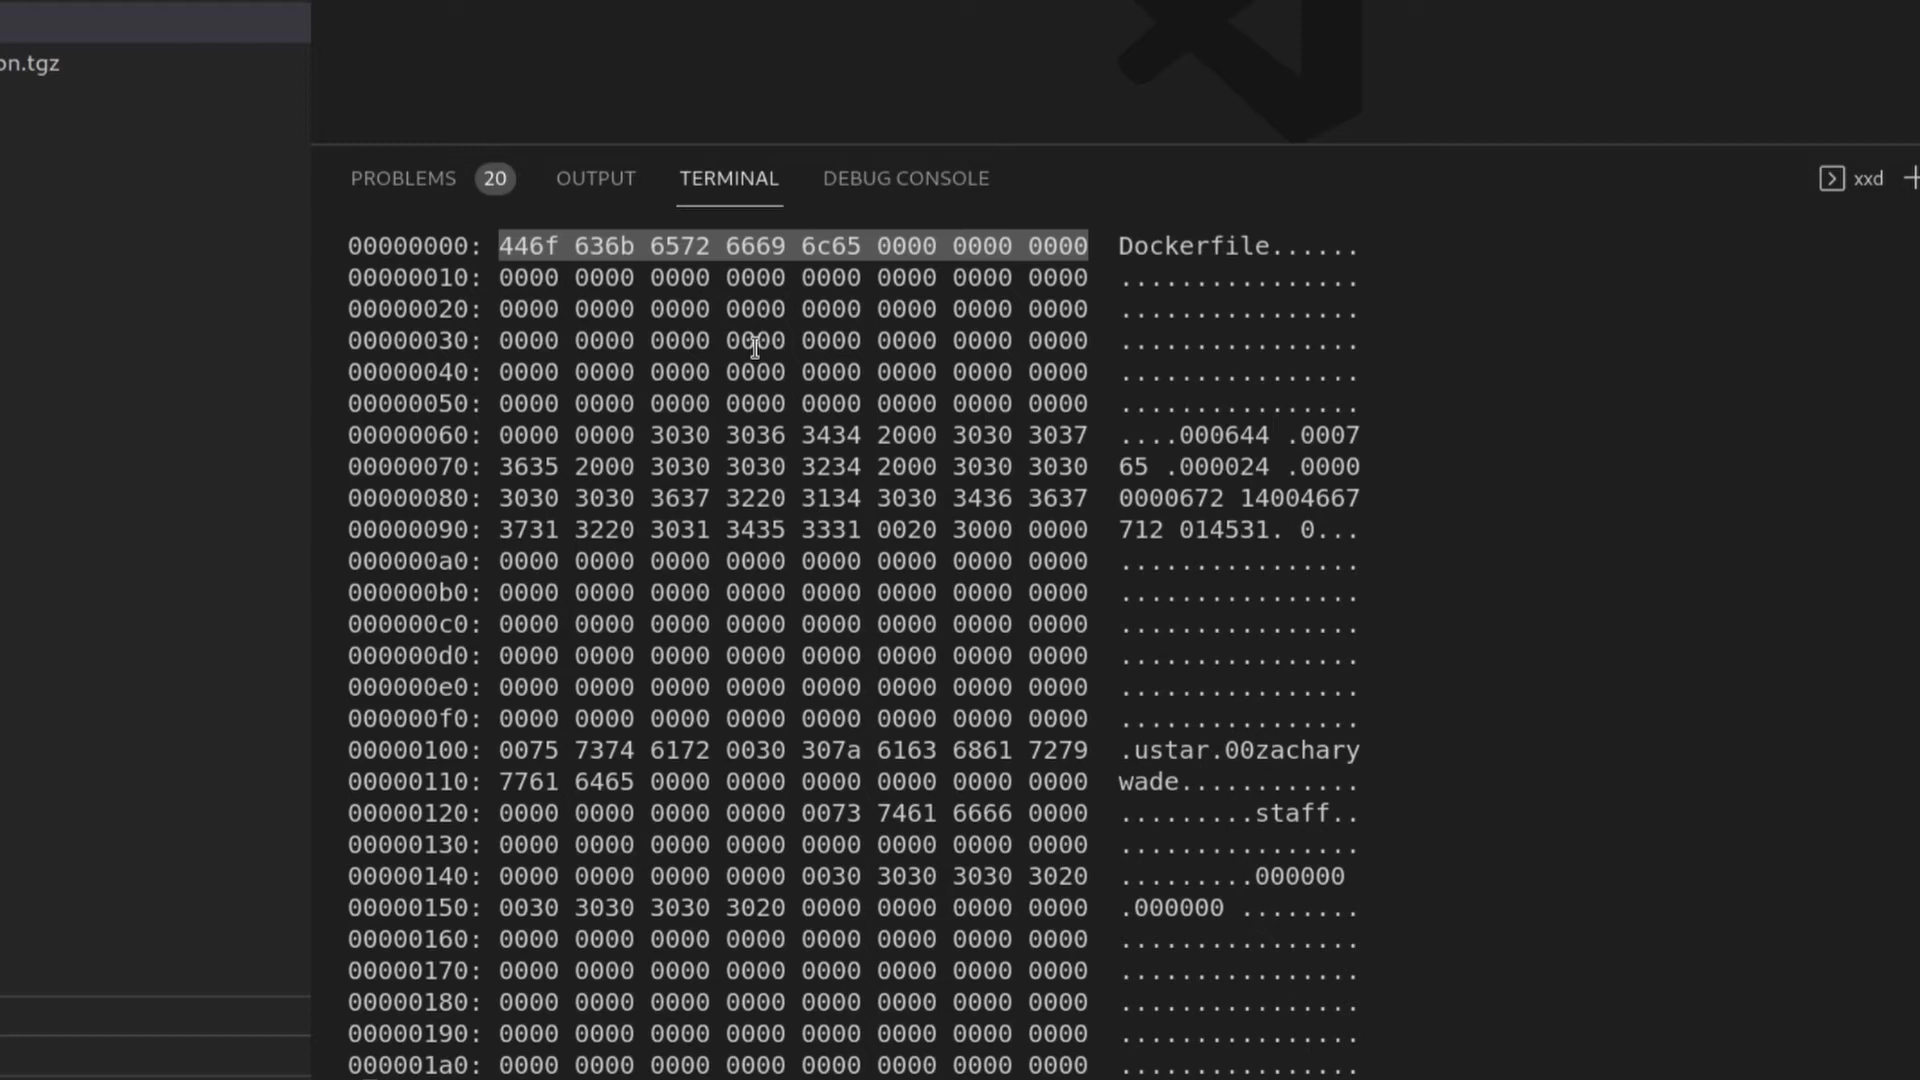 on.tgz
PROBLEMS 20 OUTPUT TERMINAL DEBUG CONSOLE xxd
00000000: 446f 636b 6572 6669 6c65 0000 0000 0000 Dockerfile......
00000010: 0000 0000 0000 0000 0000 0000 0000 0000 ................
00000020: 0000 0000 0000 0000 0000 0000 0000 0000 ................
00000030: 0000 0000 0000 0000 0000 0000 0000 0000 ................
00000040: 0000 0000 0000 0000 0000 0000 0000 0000 ................
00000050: 0000 0000 0000 0000 0000 0000 0000 0000 ................
00000060: 0000 0000 3030 3036 3434 2000 3030 3037 ....000644 .0007
00000070: 3635 2000 3030 3030 3234 2000 3030 3030 65 .000024 .0000
00000080: 3030 3030 3637 3220 3134 3030 3436 3637 0000672 14004667
00000090: 3731 3220 3031 3435 3331 0020 3000 0000 712 014531. 0...
000000a0: 0000 0000 0000 0000 0000 0000 0000 0000 ................
000000b0: 0000 0000 0000 0000 0000 0000 0000 0000 ................
000000c0: 0000 0000 0000 0000 0000 0000 0000 0000 ................
000000d0: 0000 0000 0000 0000 0000 0000 0000 0000 ................
000000e0: 0000 0000 0000 0000 0000 0000 0000 0000 ................
000000f0: 0000 0000 0000 0000 0000 0000 0000 0000 ................
00000100: 0075 7374 6172 0030 307a 6163 6861 7279 .ustar.00zachary
00000110: 7761 6465 0000 0000 0000 0000 0000 0000 wade............
00000120: 0000 0000 0000 0000 0073 7461 6666 0000 .........staff..
00000130: 0000 0000 0000 0000 0000 0000 0000 0000 ................
00000140: 0000 0000 0000 0000 0030 3030 3030 3020 .........000000
00000150: 0030 3030 3030 3020 0000 0000 0000 0000 .000000 ........
00000160: 0000 0000 0000 0000 0000 0000 0000 0000 ................
00000170: 0000 0000 0000 0000 0000 0000 0000 0000 ................
00000180: 0000 0000 0000 0000 0000 0000 0000 0000 ................
00000190: 0000 0000 0000 0000 0000 0000 0000 0000 ................
000001a0: 0000 0000 0000 0000 0000 0000 0000 0000 ................